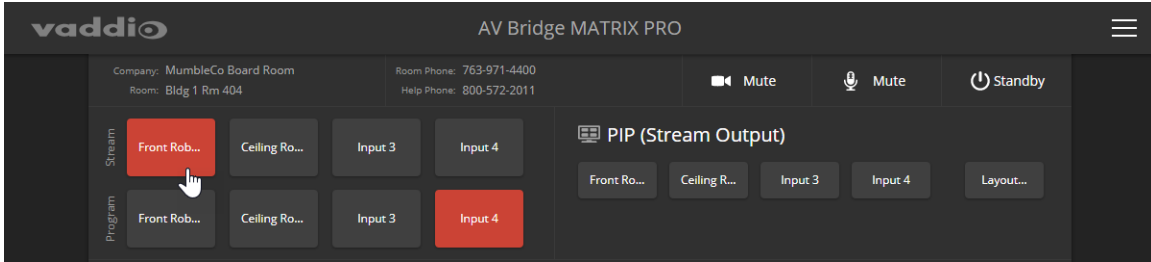 vaddio
AV Bridge MATRIX PRO
Company: MumbleCo Board Room
Room: Bldg 1 Rm 404
Room Phone: 763-971-4400
Help Phone: 800-572-2011
Mute
Mute
Standby
Stream
Front Rob...
Ceiling Ro...
Input 3
Input 4
Program
Front Rob...
Ceiling Ro...
Input 3
Input 4
PIP (Stream Output)
Front Ro...
Ceiling R...
Input 3
Input 4
Layout...